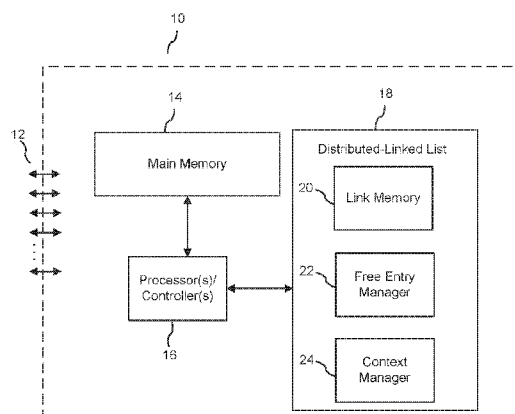 10
14
18
12
Main Memory
Distributed-Linked List
20
Link Memory
Processor(s)/
Controller(s)
22
Free Entry
Manager
16
24
Context
Manager